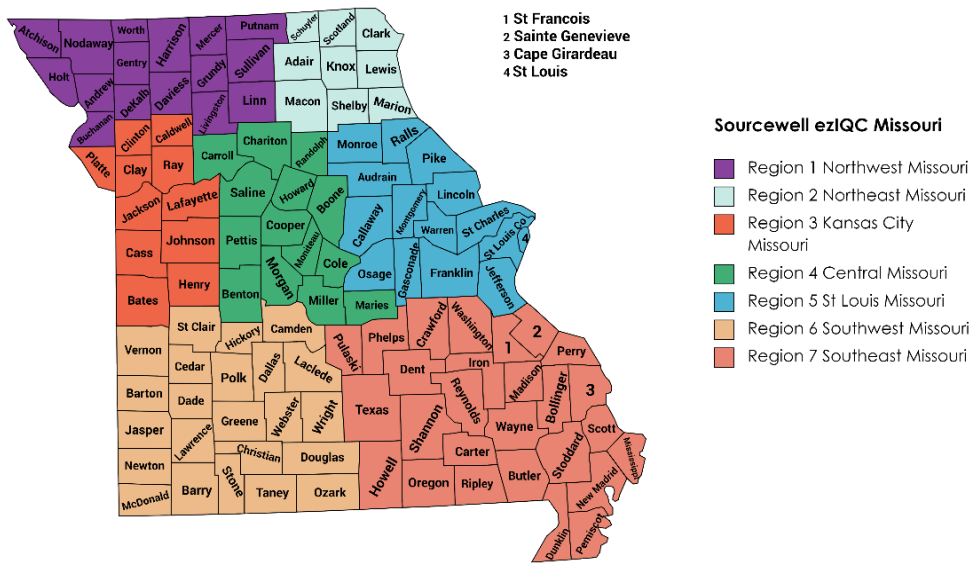 1 St Francois
2 Sainte Genevieve
3 Cape Girardeau
4 St Louis
Sourcewell ezIQC Missouri
Region 1 Northwest Missouri
Region 2 Northeast Missouri
Region 3 Kansas City
Missouri
Region 4 Central Missouri
Region 5 St Louis Missouri
Region 6 Southwest Missouri
Region 7 Southeast Missouri
Atchison
Nodaway
Worth
Harrison
Mercer
Putnam
Schuyler
Scotland
Clark
Holt
Andrew
Gentry
DeKalb
Daviess
Grundy
Sullivan
Adair
Knox
Lewis
Buchanan
Livingston
Linn
Macon
Shelby
Marion
Platte
Clinton
Caldwell
Clay
Ray
Carroll
Chariton
Randolph
Monroe
Ralls
Pike
Audrain
Jackson
Lafayette
Saline
Howard
Boone
Callaway
Montgomery
Lincoln
Warren
St Charles
St Louis Co
4
Cass
Johnson
Pettis
Cooper
Moniteau
Cole
Osage
Gasconade
Franklin
Jefferson
Bates
Henry
Benton
Morgan
Miller
Maries
Vernon
St Clair
Hickory
Camden
Pulaski
Phelps
Crawford
Washington
1
2
Perry
Cedar
Polk
Dallas
Laclede
Dent
Iron
Madison
Bollinger
3
Barton
Dade
Greene
Webster
Wright
Texas
Shannon
Reynolds
Wayne
Scott
Mississippi
Jasper
Lawrence
Christian
Douglas
Carter
Stoddard
Newton
McDonald
Barry
Stone
Taney
Ozark
Howell
Oregon
Ripley
Butler
New Madrid
Dunklin
Pemiscot